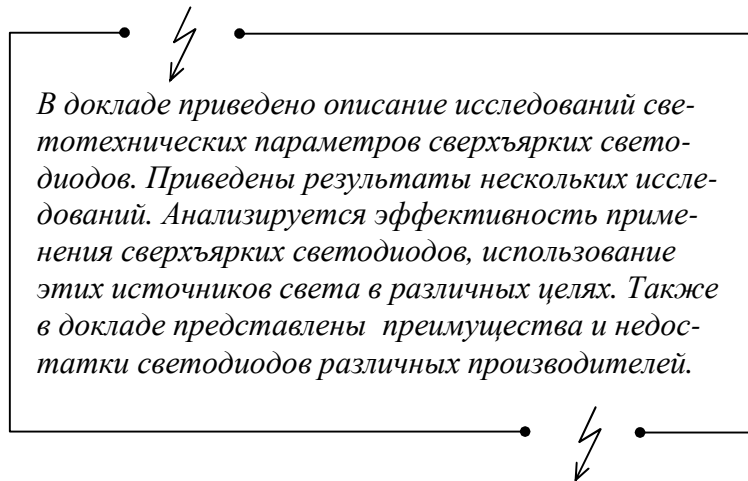 В докладе приведено описание исследований све-
тотехнических параметров сверхъярких свето-
диодов. Приведены результаты нескольких иссле-
дований. Анализируется эффективность приме-
нения сверхъярких светодиодов, использование
этих источников света в различных целях. Также
в докладе представлены преимущества и недос-
татки светодиодов различных производителей.